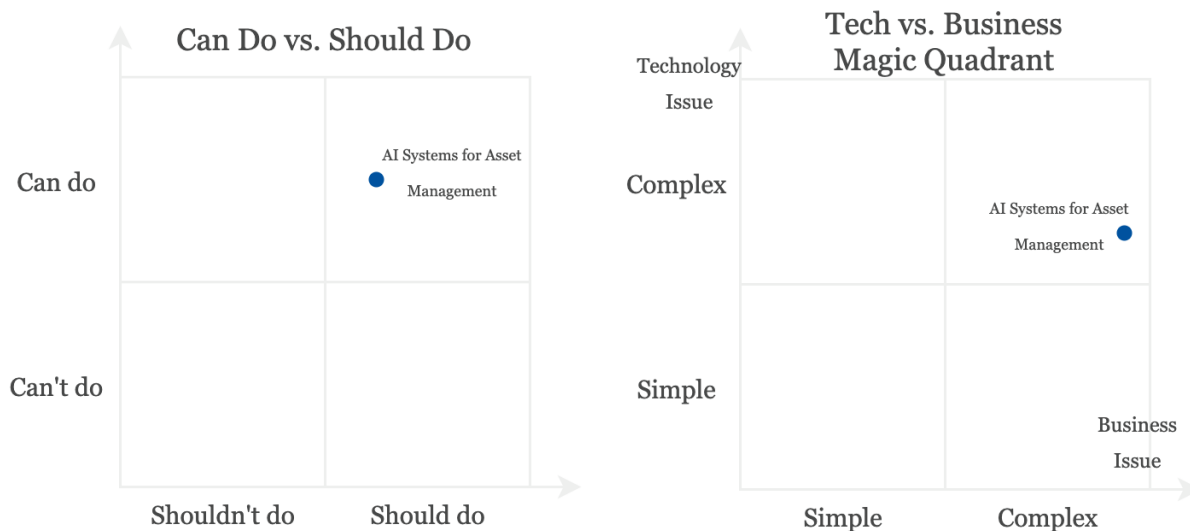 Can Do vs. Should Do
Can do
AI Systems for Asset
Management
Can't do
Shouldn't do
Should do
Tech vs. Business
Magic Quadrant
Technology
Issue
Complex
AI Systems for Asset
Management
Simple
Business
Issue
Simple
Complex